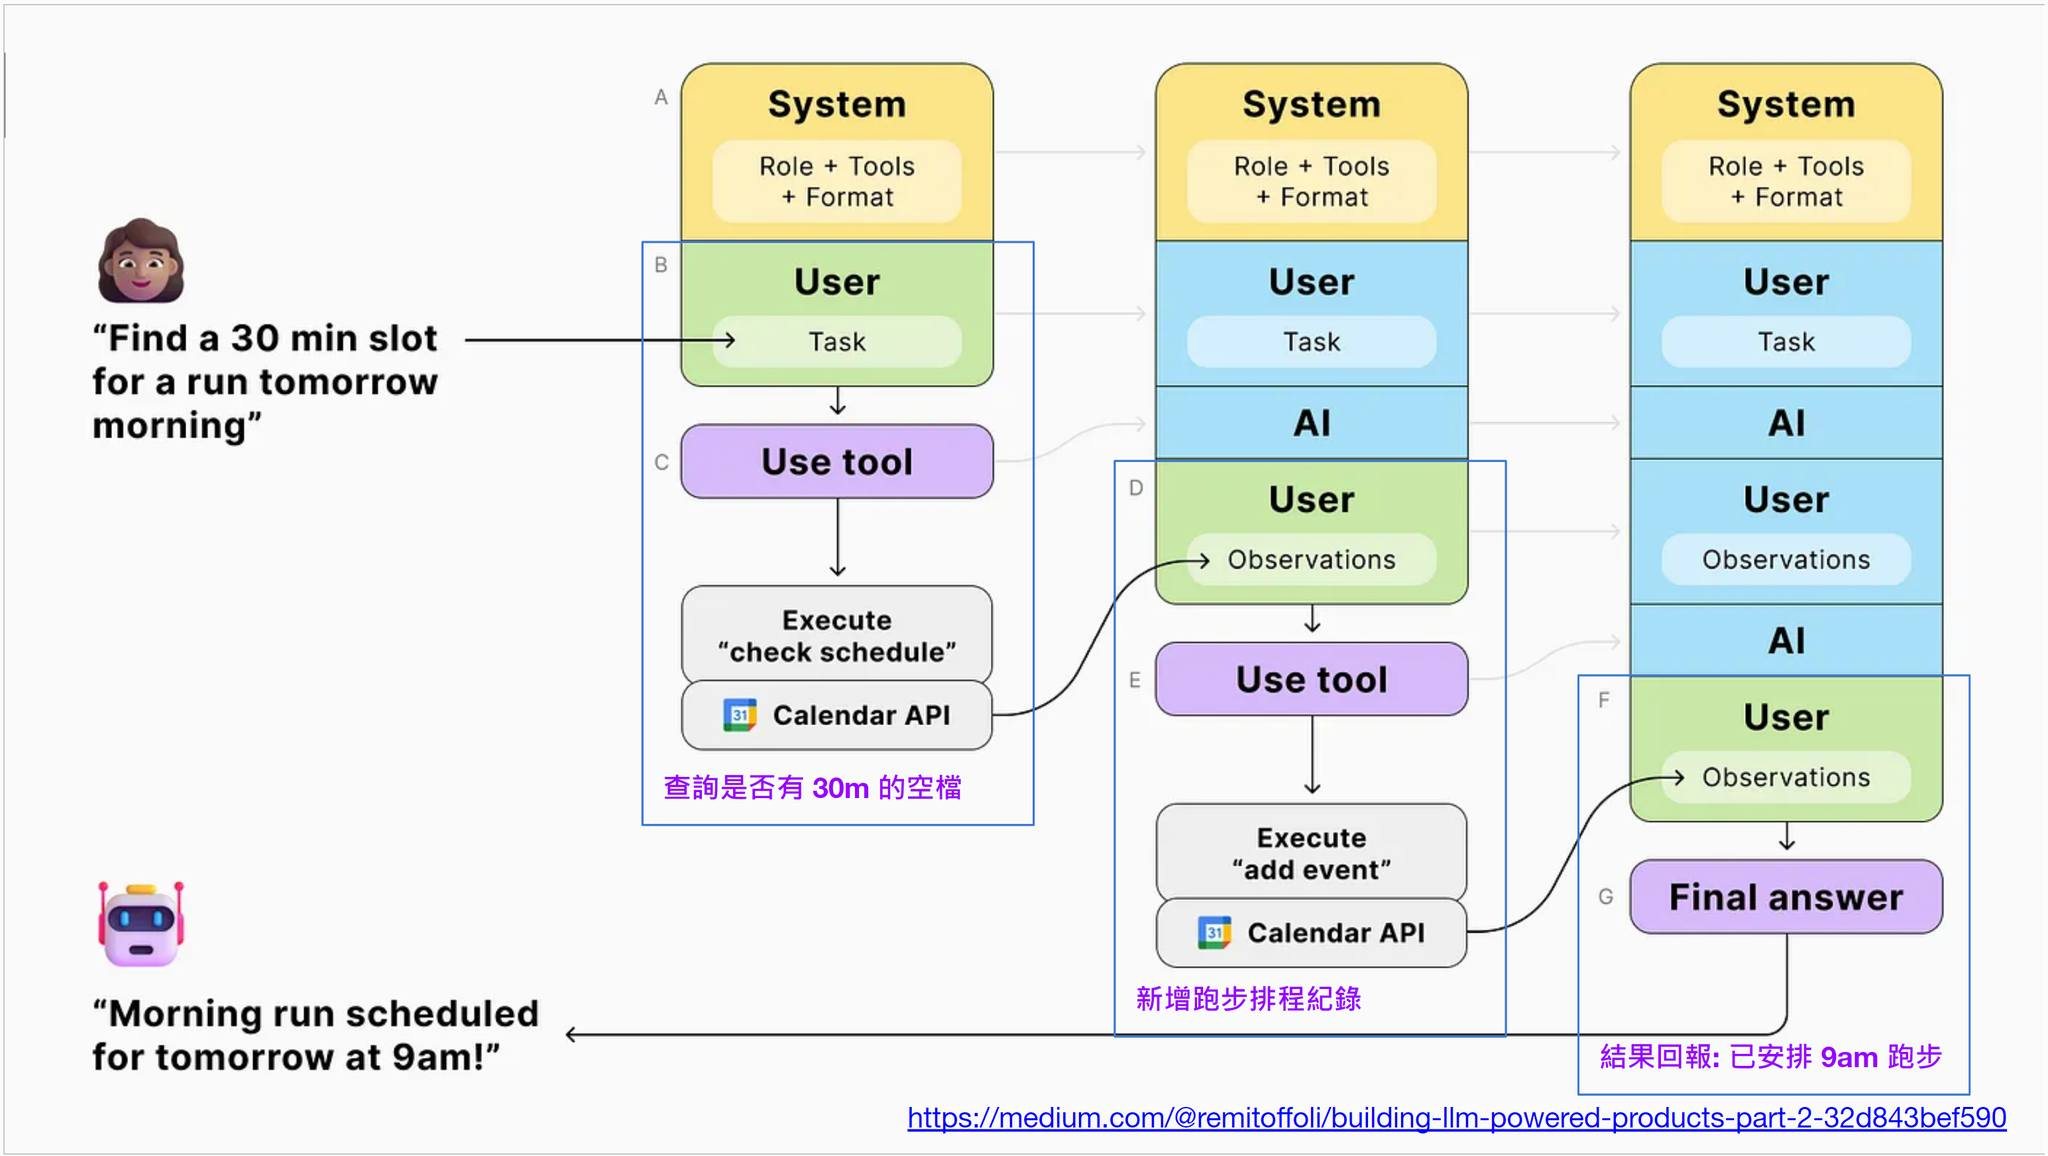 “Find a 30 min slot
for a run tomorrow
morning”
“Morning run scheduled
for tomorrow at 9am!”
A
System
Role + Tools
+ Format
B
User
Task
C
Use tool
Execute
“check schedule”
31
Calendar API
查詢是否有 30m 的空檔
System
Role + Tools
+ Format
User
Task
AI
D
User
Observations
E
Use tool
Execute
“add event”
31
Calendar API
新增跑步排程紀錄
System
Role + Tools
+ Format
User
Task
AI
User
Observations
AI
F
User
Observations
G
Final answer
結果回報: 已安排 9am 跑步
https://medium.com/@remitoffoli/building-llm-powered-products-part-2-32d843bef590